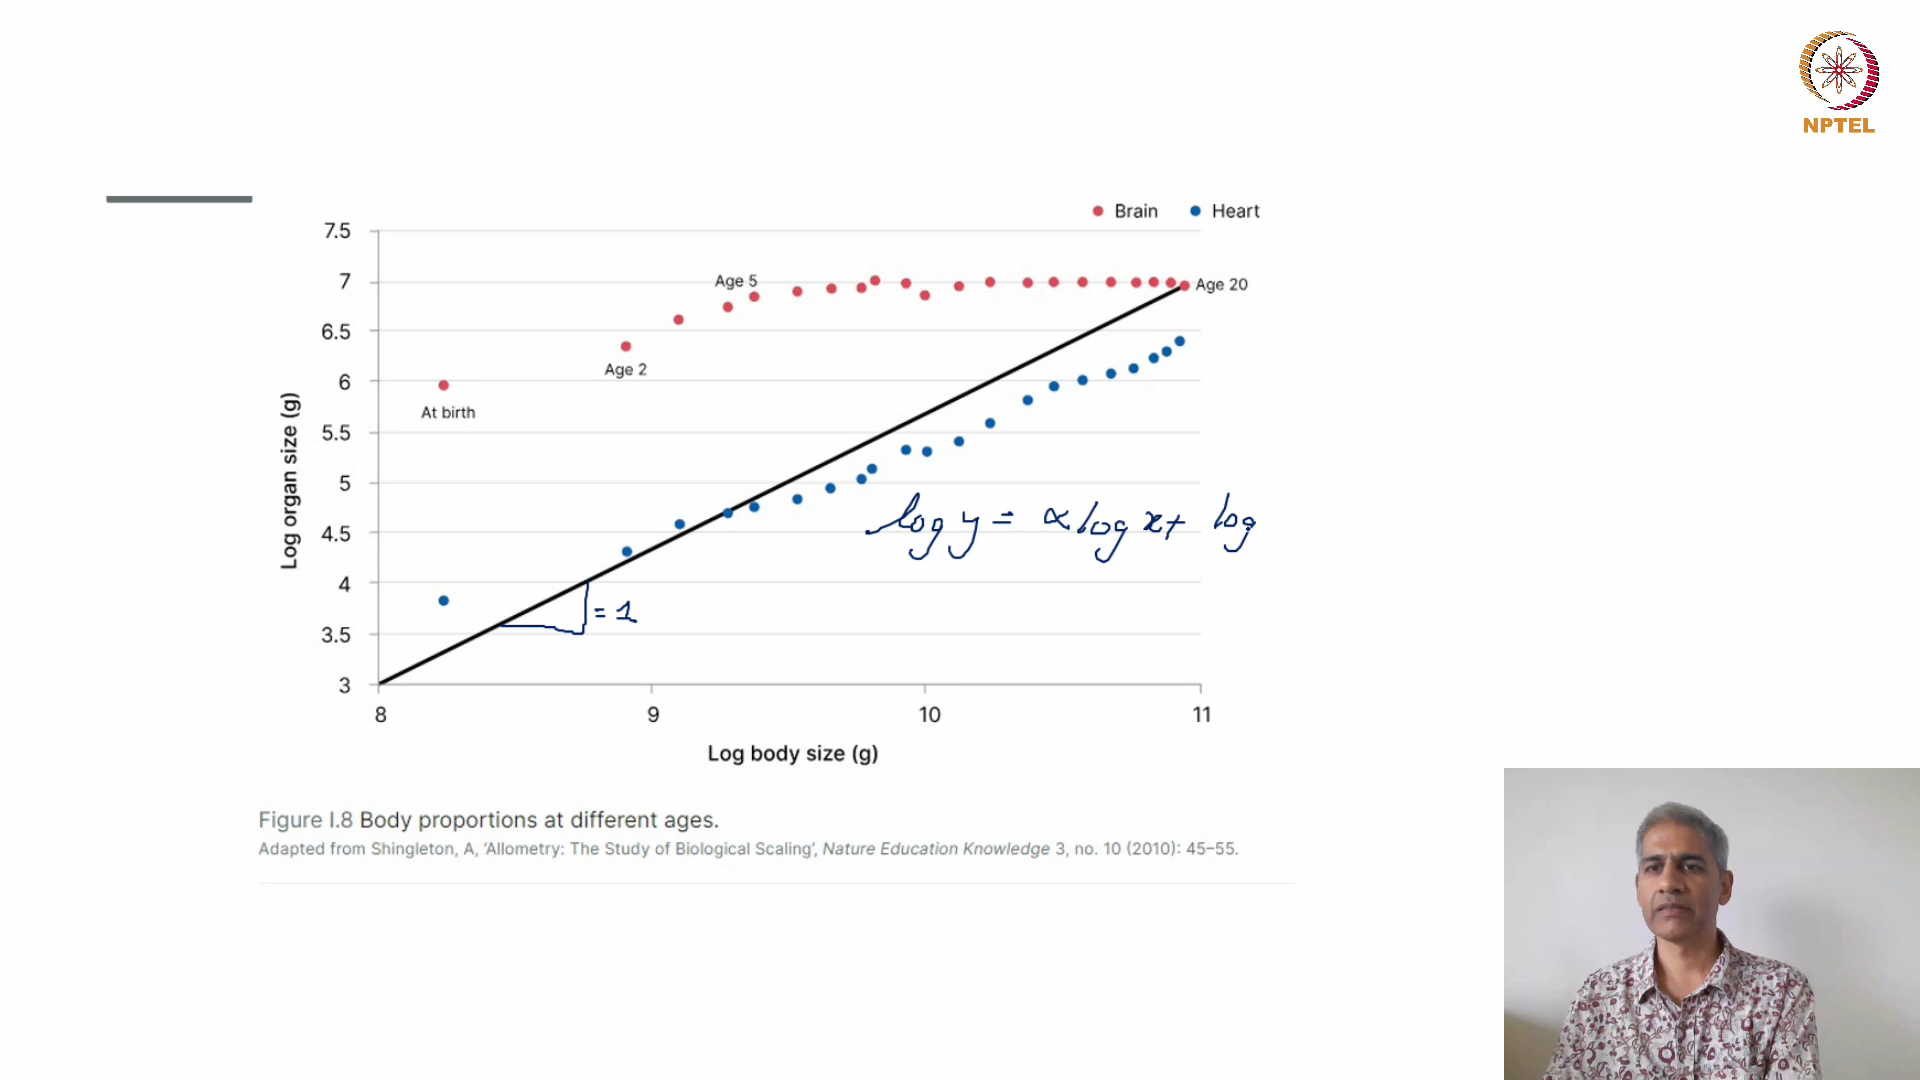 NPTEL
Brain Heart
7.5
7
6.5
6
5.5
5
4.5
4
3.5
3
Log organ size (g)
Age 5
Age 20
Age 2
At birth
log y = ∝ log x + log
= 1
8 9 10 11
Log body size (g)
Figure I.8 Body proportions at different ages.
Adapted from Shingleton, A, ‘Allometry: The Study of Biological Scaling’, Nature Education Knowledge 3, no. 10 (2010): 45–55.